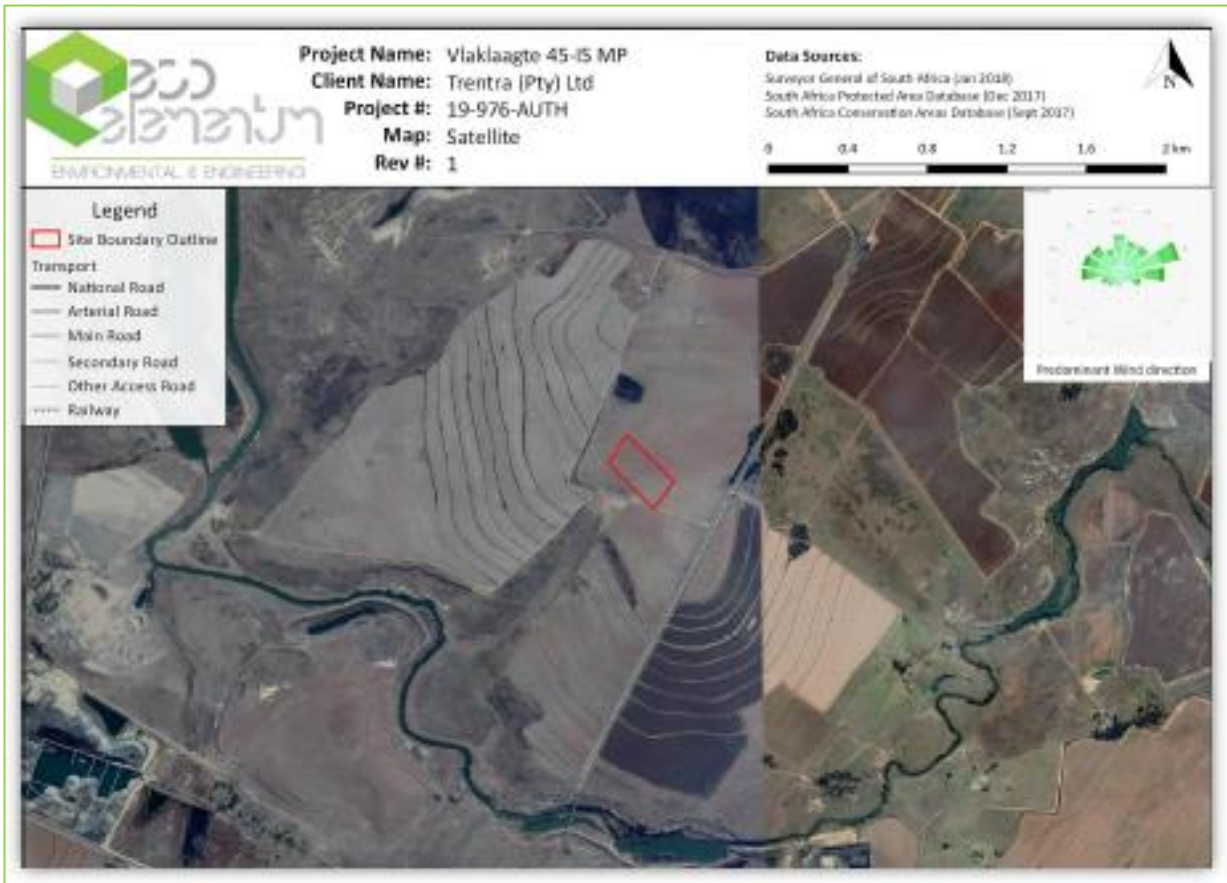 eco
elementum
ENVIRONMENTAL & ENGINEERING
Project Name: Vlaklaagte 45-IS MP
Client Name: Trentra (Pty) Ltd
Project #: 19-976-AUTH
Map: Satellite
Rev #: 1
Data Sources:
Surveyor General of South Africa (Jan 2018)
South Africa Protected Area Database (Dec 2017)
South Africa Conservation Areas Database (Sept 2017)
N
0 0.4 0.8 1.2 1.6 2 km
Legend
Site Boundary Outline
Transport
National Road
Arterial Road
Main Road
Secondary Road
Other Access Road
Railway
Predominant Wind direction